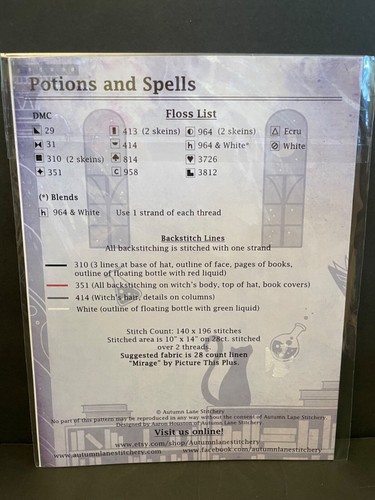 Potions and Spells
DMC
Floss List
29
31
310 (2 skeins)
351
413 (2 skeins)
414
814
958
964 (2 skeins)
964 & White*
3726
3812
Ecru
White
(*) Blends
h 964 & White Use 1 strand of each thread
Backstitch Lines
All backstitching is stitched with one strand
310 (3 lines at base of hat, outline of face, pages of books,
outline of floating bottle with red liquid)
351 (All backstitching on witch's body, top of hat, book covers)
414 (Witch's hair, details on columns)
White (outline of floating bottle with green liquid)
Stitch Count: 140 x 196 stitches
Stitched area is 10" x 14" on 28ct. stitched
over 2 threads
Suggested fabric is 28 count linen
"Mirage" by Picture This Plus.
© Autumn Lane Stitchery
No part of this pattern may be reproduced in any way without the consent of Autumn Lane Stitchery
Designed by Aaron Houston of Autumn Lane Stitchery
Visit us online!
www.etsy.com/shop/Autumnlanestitchery
www.autumnlanestitchery.com www.facebook.com/autumnlanestitchery